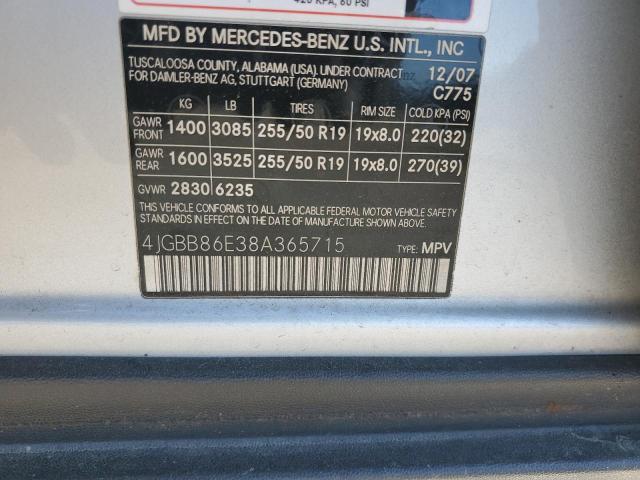 420 KPA, 60 PSI
MFD BY MERCEDES-BENZ U.S. INTL., INC
TUSCALOOSA COUNTY, ALABAMA (USA). UNDER CONTRACT 12/07
FOR DAIMLER-BENZ AG, STUTTGART (GERMANY) C775
KG LB TIRES RIM SIZE COLD KPA (PSI)
GAWR FRONT 1400 3085 255/50 R19 19x8.0 220(32)
GAWR REAR 1600 3525 255/50 R19 19x8.0 270(39)
GVWR 2830 6235
THIS VEHICLE CONFORMS TO ALL APPLICABLE FEDERAL MOTOR VEHICLE SAFETY
STANDARDS IN EFFECT ON THE DATE OF MANUFACTURE SHOWN ABOVE.
4JGBB86E38A365715 TYPE: MPV